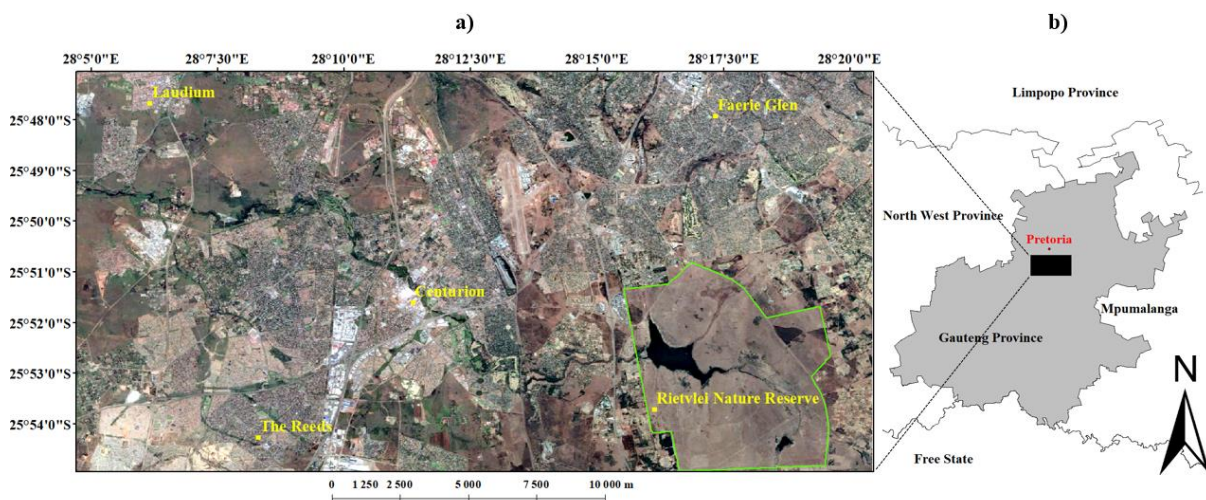 a)
b)
28°5'0"E 28°7'30"E 28°10'0"E 28°12'30"E 28°15'0"E 28°17'30"E 28°20'0"E
25°48'0"S
25°49'0"S
25°50'0"S
25°51'0"S
25°52'0"S
25°53'0"S
25°54'0"S
Laudium
Faerie Glen
Centurion
Rietvlei Nature Reserve
The Reeds
0 1 250 2 500 5 000 7 500 10 000 m
Limpopo Province
North West Province
Pretoria
Mpumalanga
Gauteng Province
Free State
N